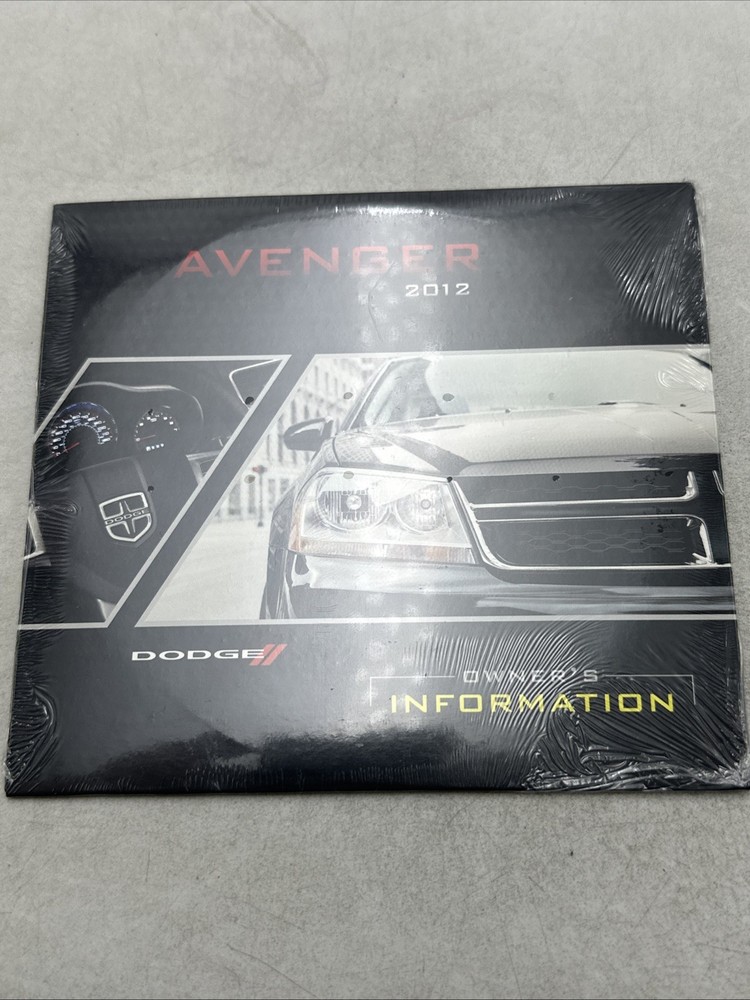 AVENGER
2012
DODGE
DODGE
OWNER'S
INFORMATION